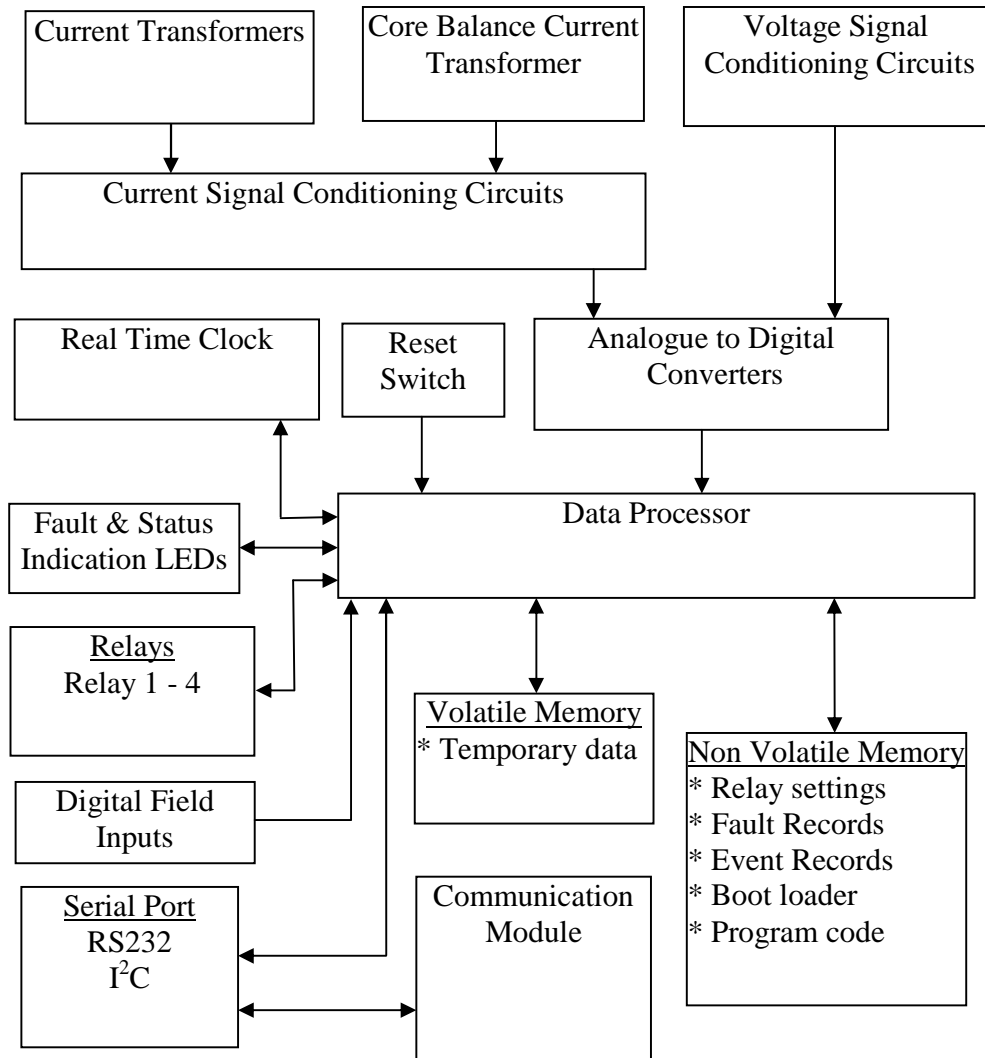 Current Transformers
Core Balance Current
Transformer
Voltage Signal
Conditioning Circuits
Current Signal Conditioning Circuits
Real Time Clock
Reset
Switch
Analogue to Digital
Converters
Fault & Status
Indication LEDs
Data Processor
Relays
Relay 1 - 4
Volatile Memory
* Temporary data
Non Volatile Memory
* Relay settings
* Fault Records
* Event Records
* Boot loader
* Program code
Digital Field
Inputs
Serial Port
RS232
I²C
Communication
Module